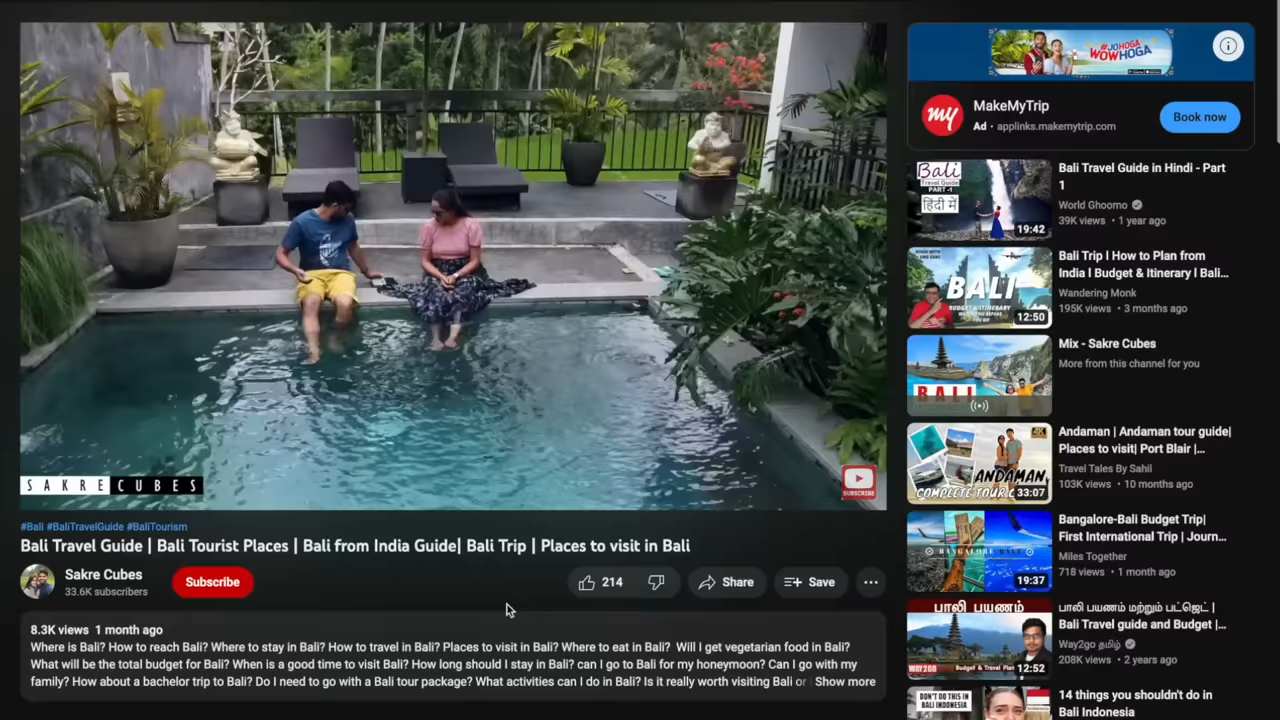 SAKRE CUBES
SUBSCRIBE
#Bali #BaliTravelGuide #BaliTourism
Bali Travel Guide | Bali Tourist Places | Bali from India Guide| Bali Trip | Places to visit in Bali
Sakre Cubes
33.6K subscribers
Subscribe
214
Share
Save
8.3K views 1 month ago
Where is Bali? How to reach Bali? Where to stay in Bali? How to travel in Bali? Places to visit in Bali? Where to eat in Bali? Will I get vegetarian food in Bali?
What will be the total budget for Bali? When is a good time to visit Bali? How long should I stay in Bali? can I go to Bali for my honeymoon? Can I go with my
family? How about a bachelor trip to Bali? Do I need to go with a Bali tour package? What activities can I do in Bali? Is it really worth visiting Bali or Show more
#JOHOGA
WOWHOGA
my
MakeMyTrip
Ad • applinks.makemytrip.com
Book now
Bali
Travel Guide
PART-1
हिंदी में
19:42
Bali Travel Guide in Hindi - Part
1
World Ghoomo
39K views • 1 year ago
BALI
12:50
Bali Trip I How to Plan from
India I Budget & Itinerary I Bali...
Wandering Monk
195K views • 3 months ago
BALI
Mix - Sakre Cubes
More from this channel for you
4K
ANDAMAN
33:07
Andaman | Andaman tour guide|
Places to visit| Port Blair |...
Travel Tales By Sahil
103K views • 10 months ago
BANGALORE BALI
19:37
Bangalore-Bali Budget Trip|
First International Trip | Journ...
Miles Together
718 views • 1 month ago
பாலி பயணம்
WAY2GO
Budget & Travel Plan
12:52
பாலி பயணம் மற்றும் பட்ஜெட் |
Bali Travel guide and Budget |...
Way2go தமிழ்
208K views • 2 years ago
DON'T DO THIS IN
BALI INDONESIA
14 things you shouldn't do in
Bali Indonesia